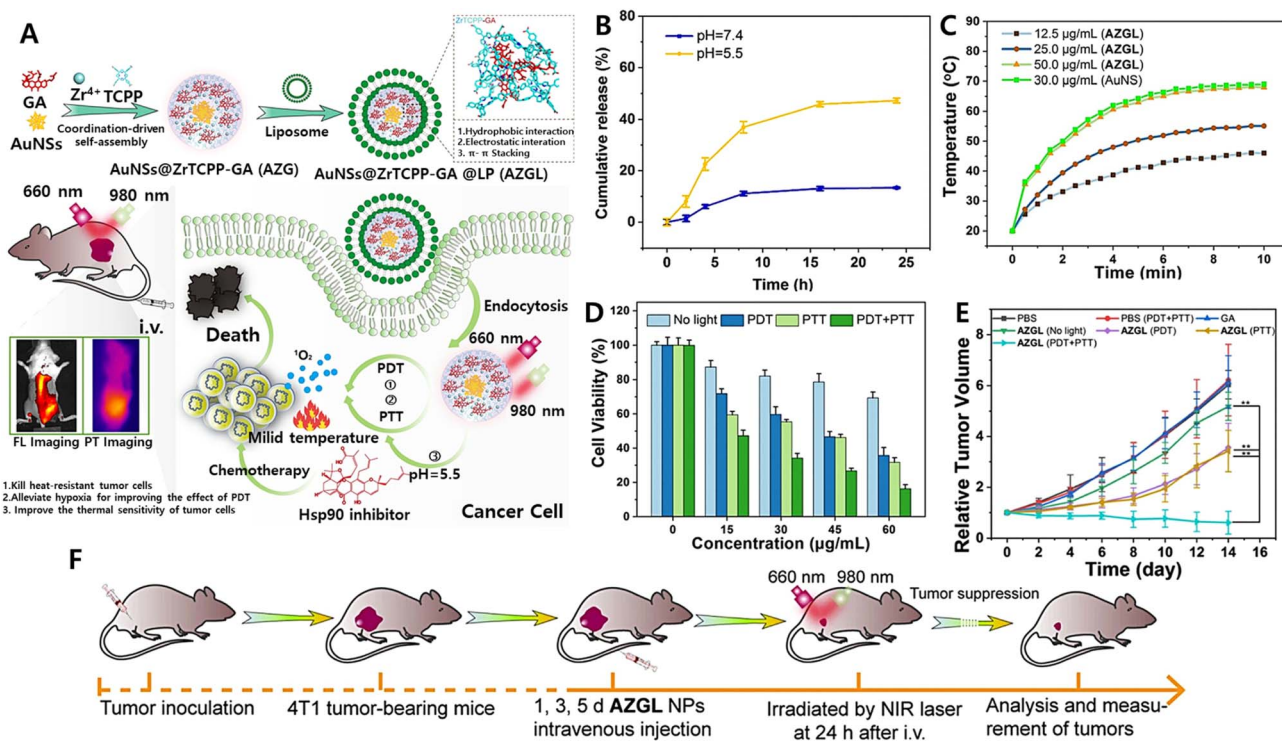 A
GA
Zr4+ TCPP
AuNSs
Coordination-driven
self-assembly
AuNSs@ZrTCPP-GA (AZG)
Liposome
AuNSs@ZrTCPP-GA @LP (AZGL)
ZrTCPP-GA
1.Hydrophobic interaction
2.Electrostatic interation
3. π- π Stacking
660 nm
980 nm
i.v.
FL Imaging
PT Imaging
Endocytosis
660 nm
980 nm
Death
¹O₂
PDT
①
②
PTT
③
pH=5.5
Milid temperature
Chemotherapy
Hsp90 inhibitor
Cancer Cell
1.Kill heat-resistant tumor cells
2.Alleviate hypoxia for improving the effect of PDT
3. Improve the thermal sensitivity of tumor cells
B
Cumulative release (%)
80
60
40
20
0
pH=7.4
pH=5.5
0 5 10 15 20 25
Time (h)
C
Temperature (°C)
90
80
70
60
50
40
30
20
12.5 μg/mL (AZGL)
25.0 μg/mL (AZGL)
50.0 μg/mL (AZGL)
30.0 μg/mL (AuNS)
0 2 4 6 8 10
Time (min)
D
Cell Viability (%)
120
100
80
60
40
20
0
No light PDT PTT PDT+PTT
0 15 30 45 60
Concentration (μg/mL)
E
Relative Tumor Volume
8
6
4
2
0
PBS PBS (PDT+PTT) GA
AZGL (No light) AZGL (PDT) AZGL (PTT)
AZGL (PDT+PTT)
**
**
**
0 2 4 6 8 10 12 14 16
Time (day)
F
660 nm 980 nm
Tumor suppression
Tumor inoculation
4T1 tumor-bearing mice
1, 3, 5 d AZGL NPs
intravenous injection
Irradiated by NIR laser
at 24 h after i.v.
Analysis and measu-
rement of tumors